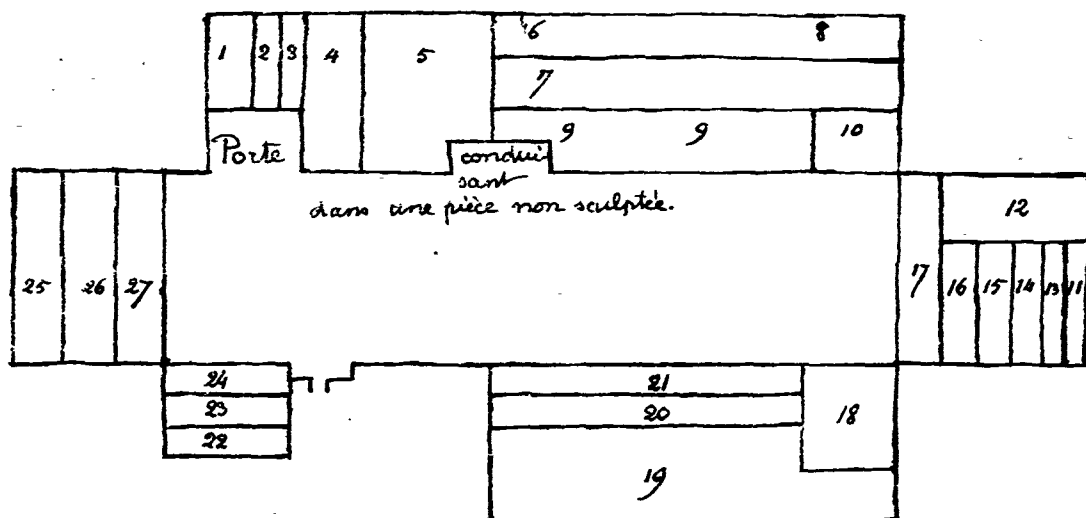 1 2 3 4 5 6 8
7
9 9 10
Porte
condui
sant
dans une pièce non sculptée.
12
25 26 27
17 16 15 14 13 11
24 21
23 20 18
22
19